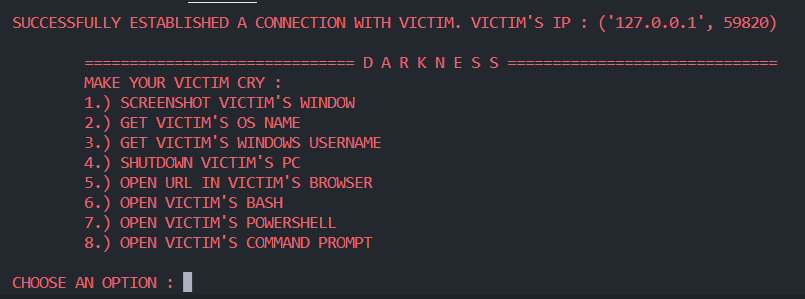 SUCCESSFULLY ESTABLISHED A CONNECTION WITH VICTIM. VICTIM'S IP : ('127.0.0.1', 59820)
============================== D A R K N E S S ==============================
MAKE YOUR VICTIM CRY :
1.) SCREENSHOT VICTIM'S WINDOW
2.) GET VICTIM'S OS NAME
3.) GET VICTIM'S WINDOWS USERNAME
4.) SHUTDOWN VICTIM'S PC
5.) OPEN URL IN VICTIM'S BROWSER
6.) OPEN VICTIM'S BASH
7.) OPEN VICTIM'S POWERSHELL
8.) OPEN VICTIM'S COMMAND PROMPT
CHOOSE AN OPTION :